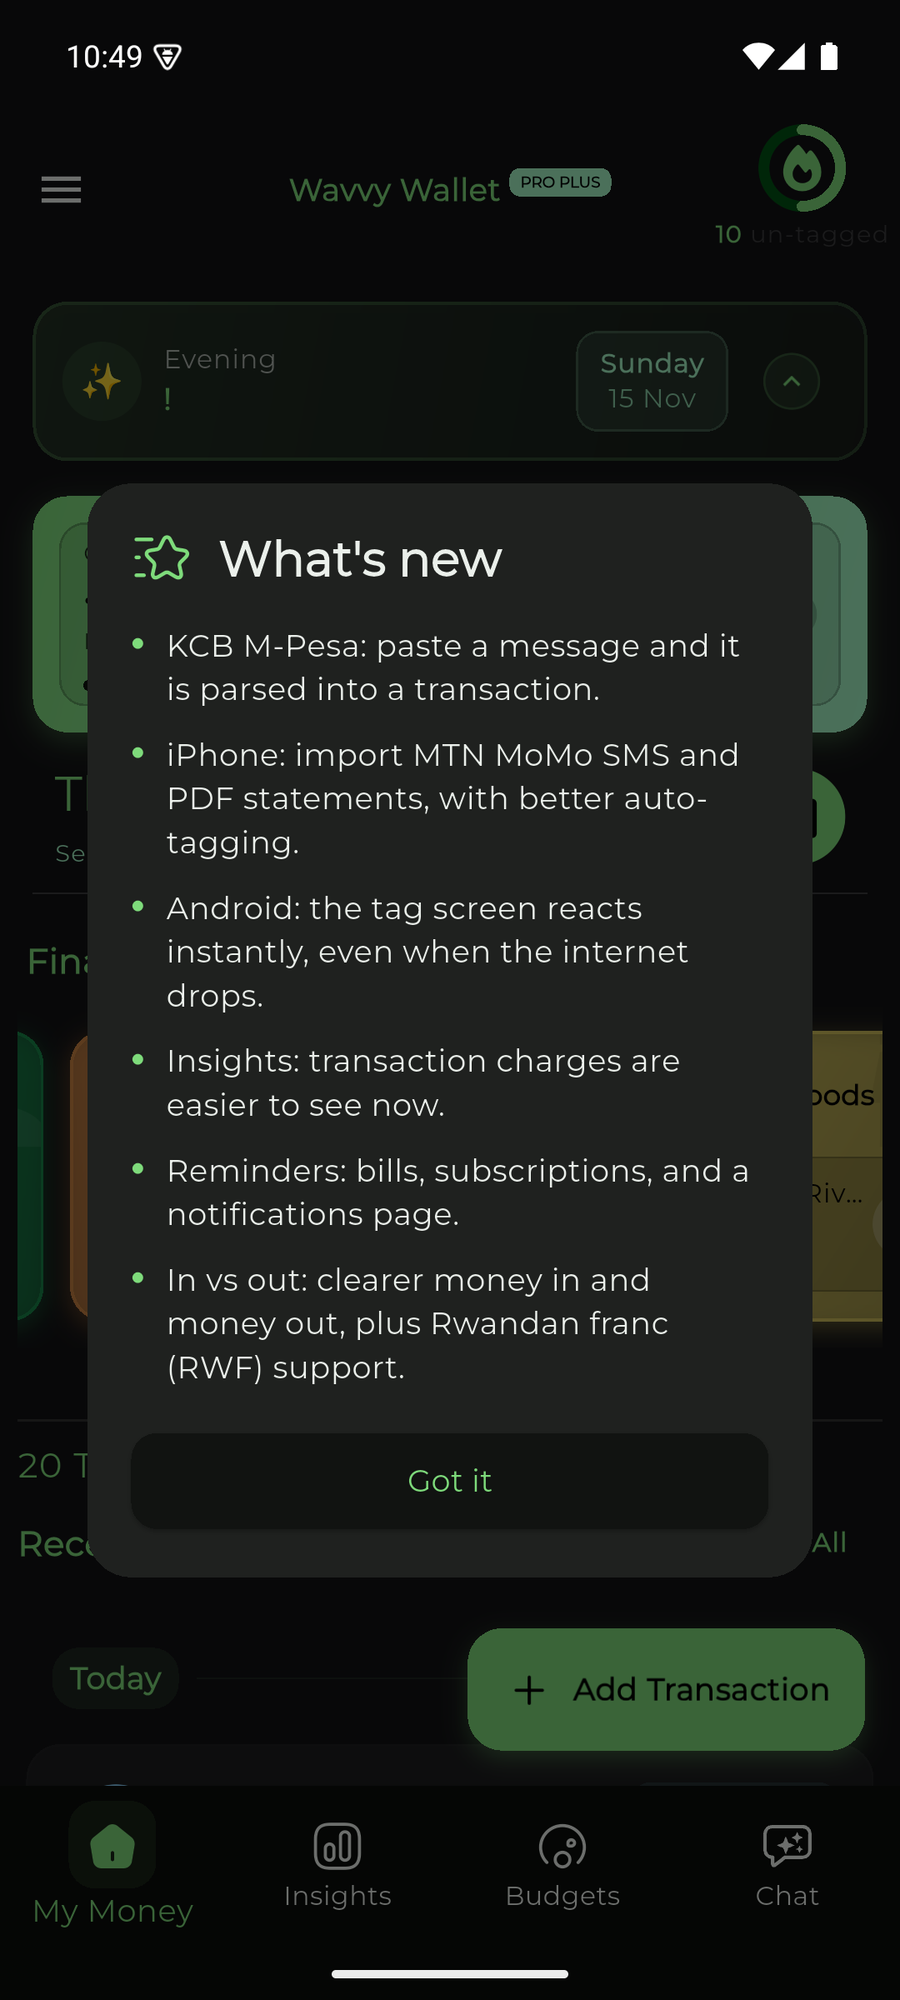 10:49
Wavvy Wallet PRO PLUS
10 un-tagged
Evening
!
Sunday
15 Nov
What's new
KCB M-Pesa: paste a message and it
is parsed into a transaction.
iPhone: import MTN MoMo SMS and
PDF statements, with better auto-
tagging.
Android: the tag screen reacts
instantly, even when the internet
drops.
Insights: transaction charges are
easier to see now.
Reminders: bills, subscriptions, and a
notifications page.
In vs out: clearer money in and
money out, plus Rwandan franc
(RWF) support.
Got it
20
All
Today
Add Transaction
My Money
Insights
Budgets
Chat